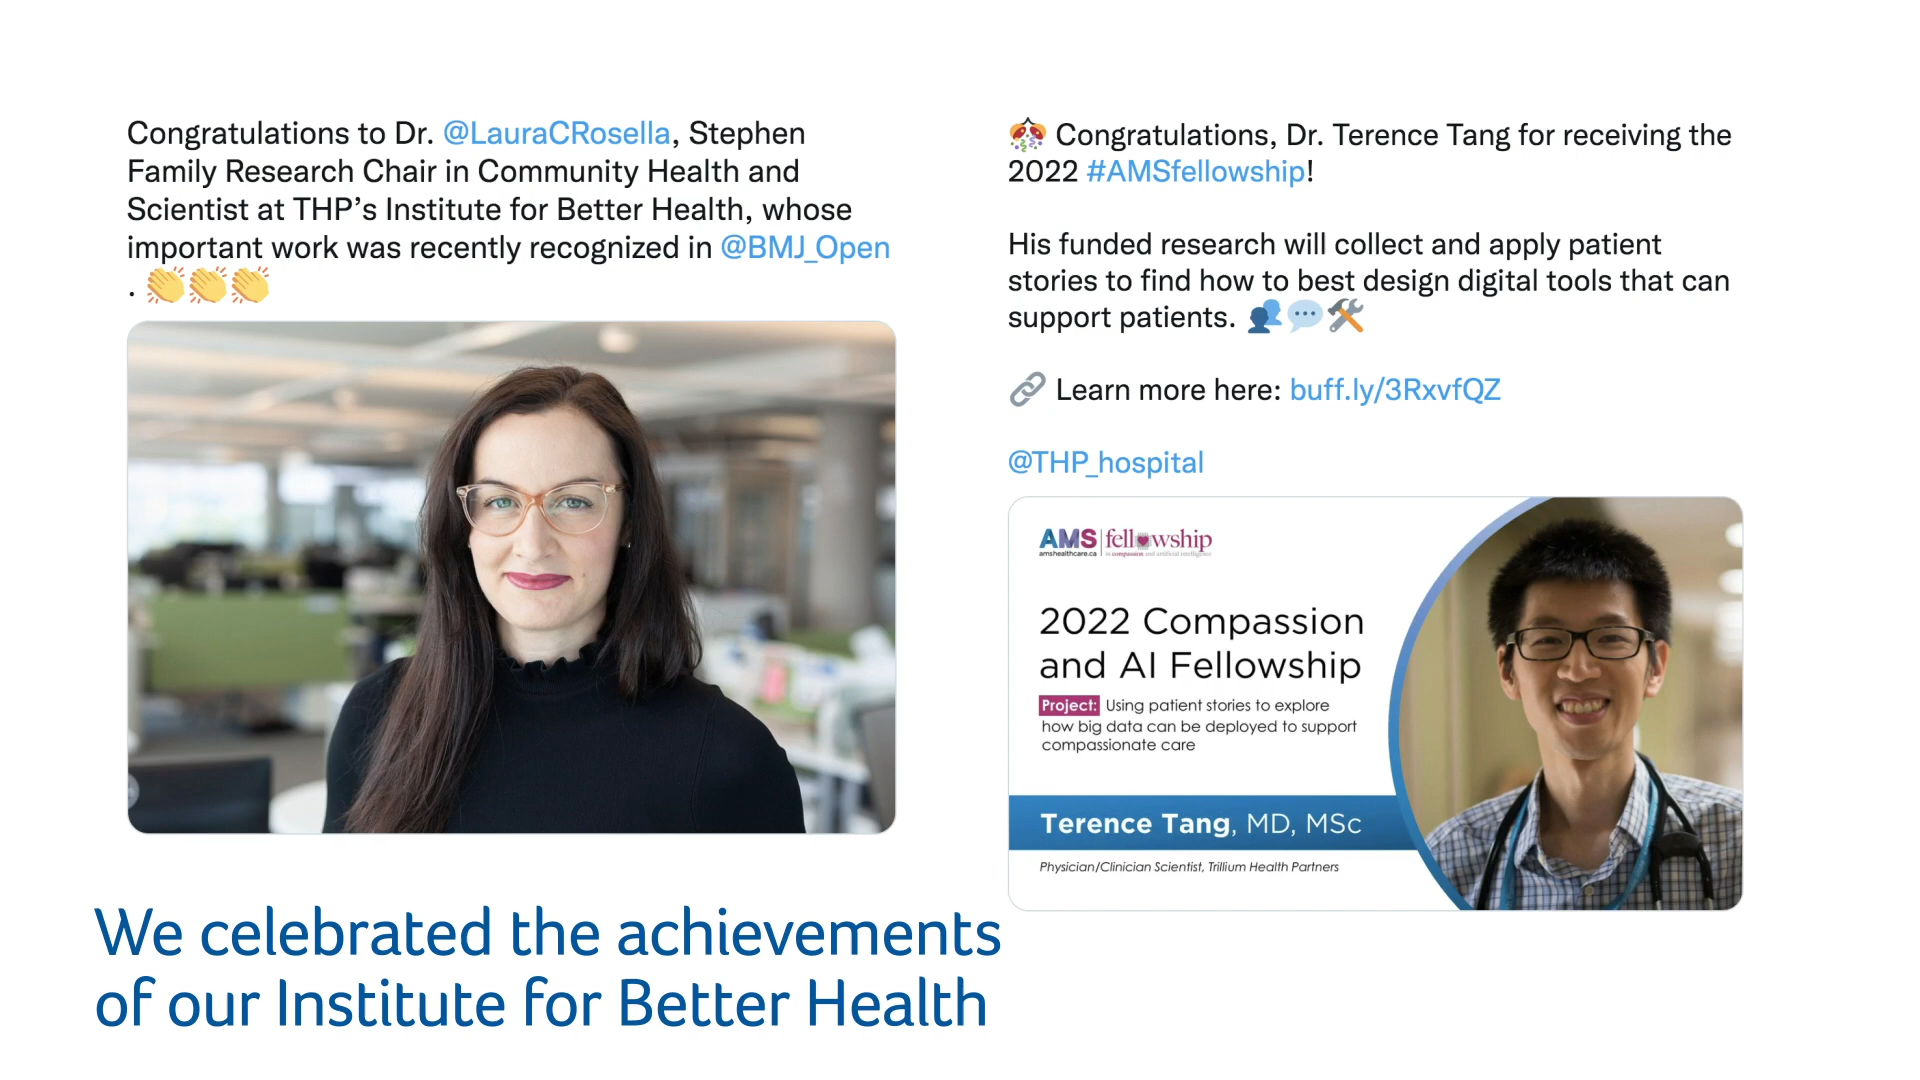 Congratulations to Dr. @LauraCRosella, Stephen
Family Research Chair in Community Health and
Scientist at THP’s Institute for Better Health, whose
important work was recently recognized in @BMJ_Open
. 👏👏👏
🎊 Congratulations, Dr. Terence Tang for receiving the
2022 #AMSfellowship!
His funded research will collect and apply patient
stories to find how to best design digital tools that can
support patients. 👥💬🛠️
🔗 Learn more here: buff.ly/3RxvfQZ
@THP_hospital
AMS fellowship
amshealthcare.ca in compassion and artificial intelligence
2022 Compassion
and AI Fellowship
Project: Using patient stories to explore
how big data can be deployed to support
compassionate care
Terence Tang, MD, MSc
Physician/Clinician Scientist, Trillium Health Partners
We celebrated the achievements
of our Institute for Better Health